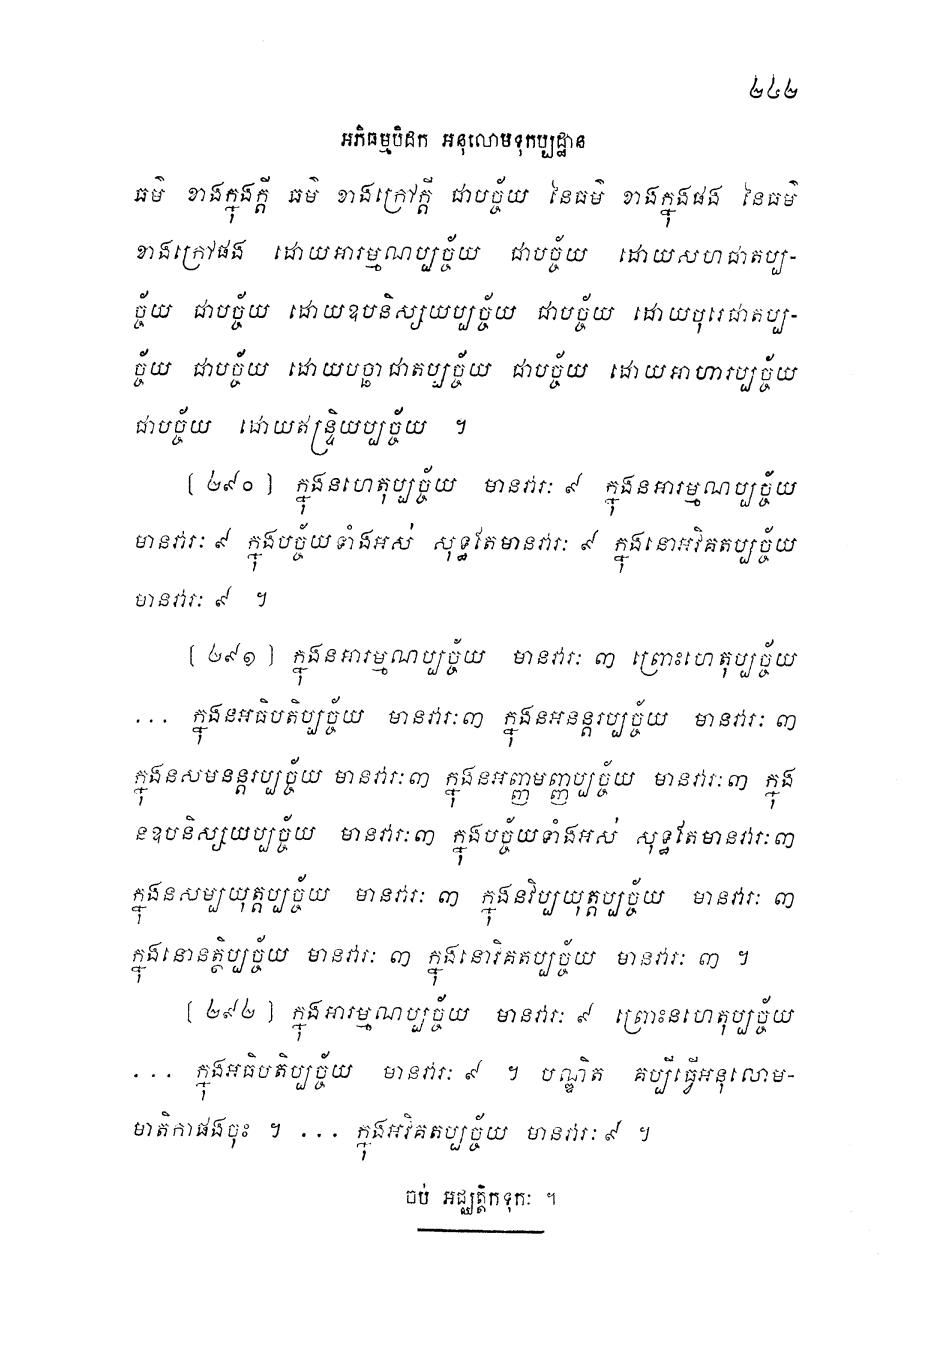 ២៤២
អភិធម្មបិដក អនុលោមទុកប្បដ្ឋាន
ធម៌ ខាងក្នុងក្តី ធម៌ ខាងក្រៅក្តី ជាបច្ច័យ នៃធម៌ ខាងក្នុងផង នៃធម៌
ខាងក្រៅផង ដោយអារម្មណប្បច្ច័យ ជាបច្ច័យ ដោយសហជាតប្ប-
ច្ច័យ ជាបច្ច័យ ដោយឧបនិស្សយប្បច្ច័យ ជាបច្ច័យ ដោយបុរេជាតប្ប-
ច្ច័យ ជាបច្ច័យ ដោយបច្ឆាជាតប្បច្ច័យ ជាបច្ច័យ ដោយអាហារប្បច្ច័យ
ជាបច្ច័យ ដោយឥន្ទ្រិយប្បច្ច័យ ។
[ ២៩០ ] ក្នុងនហេតុប្បច្ច័យ មានវារៈ ៩ ក្នុងនអារម្មណប្បច្ច័យ
មានវារៈ ៩ ក្នុងបច្ច័យទាំងអស់ សុទ្ធតែមានវារៈ ៩ ក្នុងនោអវិគតប្បច្ច័យ
មានវារៈ ៩ ។
[ ២៩១ ] ក្នុងនអារម្មណប្បច្ច័យ មានវារៈ ៣ ព្រោះហេតុប្បច្ច័យ
... ក្នុងនអធិបតិប្បច្ច័យ មានវារៈ៣ ក្នុងនអនន្តរប្បច្ច័យ មានវារៈ ៣
ក្នុងនសមនន្តរប្បច្ច័យ មានវារៈ៣ ក្នុងនអញ្ញមញ្ញប្បច្ច័យ មានវារៈ៣ ក្នុង
នឧបនិស្សយប្បច្ច័យ មានវារៈ៣ ក្នុងបច្ច័យទាំងអស់ សុទ្ធតែមានវារៈ៣
ក្នុងនសម្បយុត្តប្បច្ច័យ មានវារៈ ៣ ក្នុងនវិប្បយុត្តប្បច្ច័យ មានវារៈ ៣
ក្នុងនោនត្ថិប្បច្ច័យ មានវារៈ ៣ ក្នុងនោវិគតប្បច្ច័យ មានវារៈ ៣ ។
[ ២៩២ ] ក្នុងអារម្មណប្បច្ច័យ មានវារៈ ៩ ព្រោះនហេតុប្បច្ច័យ
... ក្នុងអធិបតិប្បច្ច័យ មានវារៈ ៩ ។ បណ្ឌិត គប្បីធ្វើអនុលោម-
មាតិកាផងចុះ ។ ... ក្នុងអវិគតប្បច្ច័យ មានវារៈ ៩ ។
ចប់ អជ្ឈត្តិកទុកៈ ។